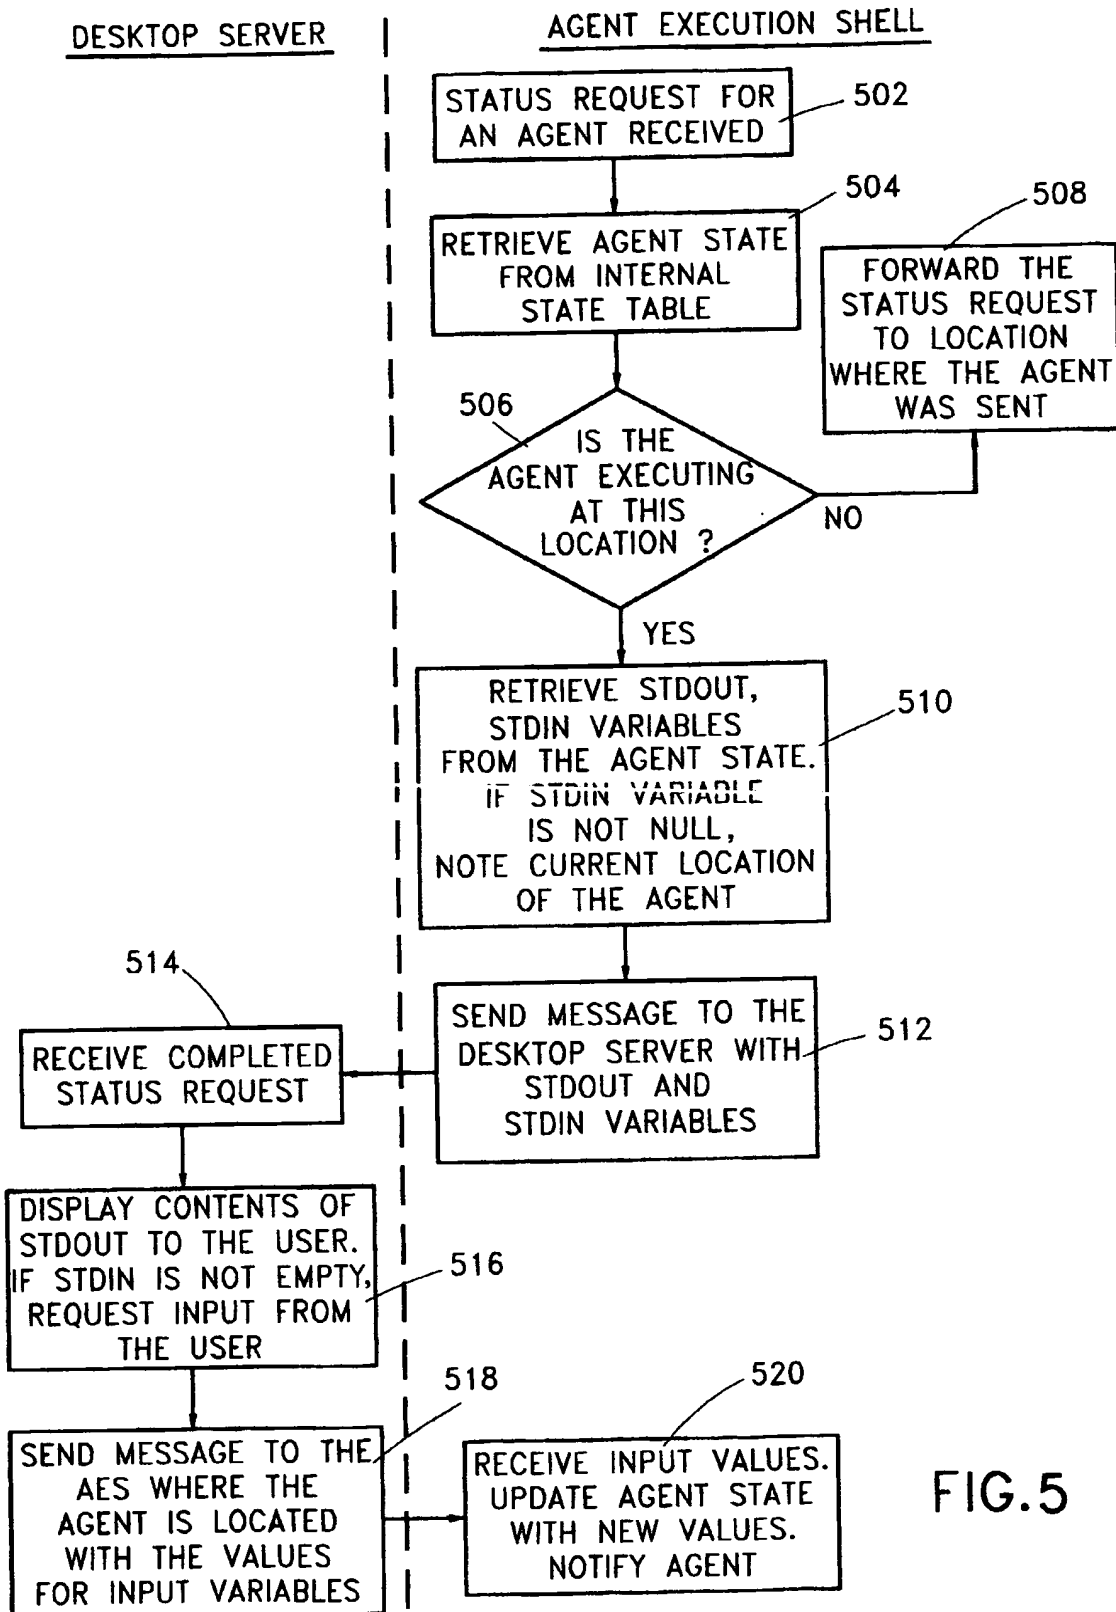 DESKTOP SERVER
AGENT EXECUTION SHELL
STATUS REQUEST FOR
AN AGENT RECEIVED
502
RETRIEVE AGENT STATE
FROM INTERNAL
STATE TABLE
504
508
FORWARD THE
STATUS REQUEST
TO LOCATION
WHERE THE AGENT
WAS SENT
506
IS THE
AGENT EXECUTING
AT THIS
LOCATION ?
NO
YES
RETRIEVE STDOUT,
STDIN VARIABLES
FROM THE AGENT STATE.
IF STDIN VARIABLE
IS NOT NULL,
NOTE CURRENT LOCATION
OF THE AGENT
510
SEND MESSAGE TO THE
DESKTOP SERVER WITH
STDOUT AND
STDIN VARIABLES
512
514
RECEIVE COMPLETED
STATUS REQUEST
DISPLAY CONTENTS OF
STDOUT TO THE USER.
IF STDIN IS NOT EMPTY,
REQUEST INPUT FROM
THE USER
516
518
SEND MESSAGE TO THE
AES WHERE THE
AGENT IS LOCATED
WITH THE VALUES
FOR INPUT VARIABLES
520
RECEIVE INPUT VALUES.
UPDATE AGENT STATE
WITH NEW VALUES.
NOTIFY AGENT
FIG.5